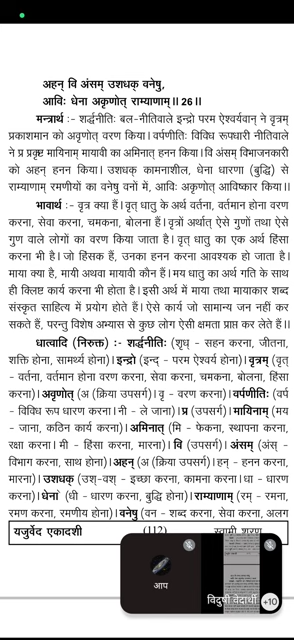 अहन् वि अंसम् उशधक् वनेषु,
आविः धेना अकृणोत् राम्याणाम्॥26॥
मन्त्रार्थ :- शर्द्धनीतिः बल-नीतिवाले इन्द्रो परम ऐश्वर्यवान् ने वृत्रम्
प्रकाशमान को अवृणोत् वरण किया। वर्पणीतिः विविध रूपधारी नीतिवाले
ने प्र प्रकृष्ट मायिनाम् मायावी का अमिनात् हनन किया। वि अंसम् विभाजनकारी
को अहन् हनन किया। उशधक् कामनाशील, धेना धारणा (बुद्धि) से
राम्याणाम् रमणीयों का वनेषु वनों में, आविः अकृणोत् आविष्कार किया॥
भावार्थ :- वृत्र क्या हैं। वृत् धातु के अर्थ वर्तना, वर्तमान होना वरण
करना, सेवा करना, चमकना, बोलना हैं। वृत्रों अर्थात् ऐसे गुणों तथा ऐसे
गुण वाले लोगों का वरण किया जाता है। वृत् धातु का एक अर्थ हिंसा
करना भी है। जो हिंसक हैं, उनका हनन करना आवश्यक हो जाता है।
माया क्या है, मायी अथवा मायावी कौन हैं। मय धातु का अर्थ गति के साथ
ही क्लिष्ट कार्य करना भी होता है। इसी अर्थ में माया तथा मायाकार शब्द
संस्कृत साहित्य में प्रयोग होते हैं। ऐसे कार्य जो सामान्य जन नहीं कर
सकते हैं, परन्तु विशेष अभ्यास से कुछ लोग ऐसी क्षमता प्राप्त कर लेते हैं॥
धात्वादि (निरुक्त) :- शर्द्धनीतिः (शृध् - सहन करना, जीतना,
शक्ति होना, सामर्थ्य होना)। इन्द्रो (इन्द् - परम ऐश्वर्य होना)। वृत्रम् (वृत्
- वर्तना, वर्तमान होना वरण करना, सेवा करना, चमकना, बोलना, हिंसा
करना)। अवृणोत् (अ (क्रिया उपसर्ग)। वृ - वरण करना)। वर्पणीतिः (वर्प
- विविध रूप धारण करना। नी - ले जाना)। प्र (उपसर्ग)। मायिनाम् (मय
- जाना, कठिन कार्य करना)। अमिनात् (मि - फेकना, स्थापना करना,
रक्षा करना। मी - हिंसा करना, मारना)। वि (उपसर्ग)। अंसम् (अंस् -
विभाग करना, साथ होना)। अहन् (अ (क्रिया उपसर्ग)। हन् - हनन करना,
मारना)। उशधक् (उश्-वश् - इच्छा करना, कामना करना। धा - धारण
करना)। धेना (धी - धारण करना, बुद्धि होना)। राम्याणाम् (रम् - रमना,
रमण करना, रमणीय होना)। वनेषु (वन - शब्द करना, सेवा करना, अलग
यजुर्वेद एकादशी (112) स्वामी शरण
आप
विदुषी वेदार्थी
+10